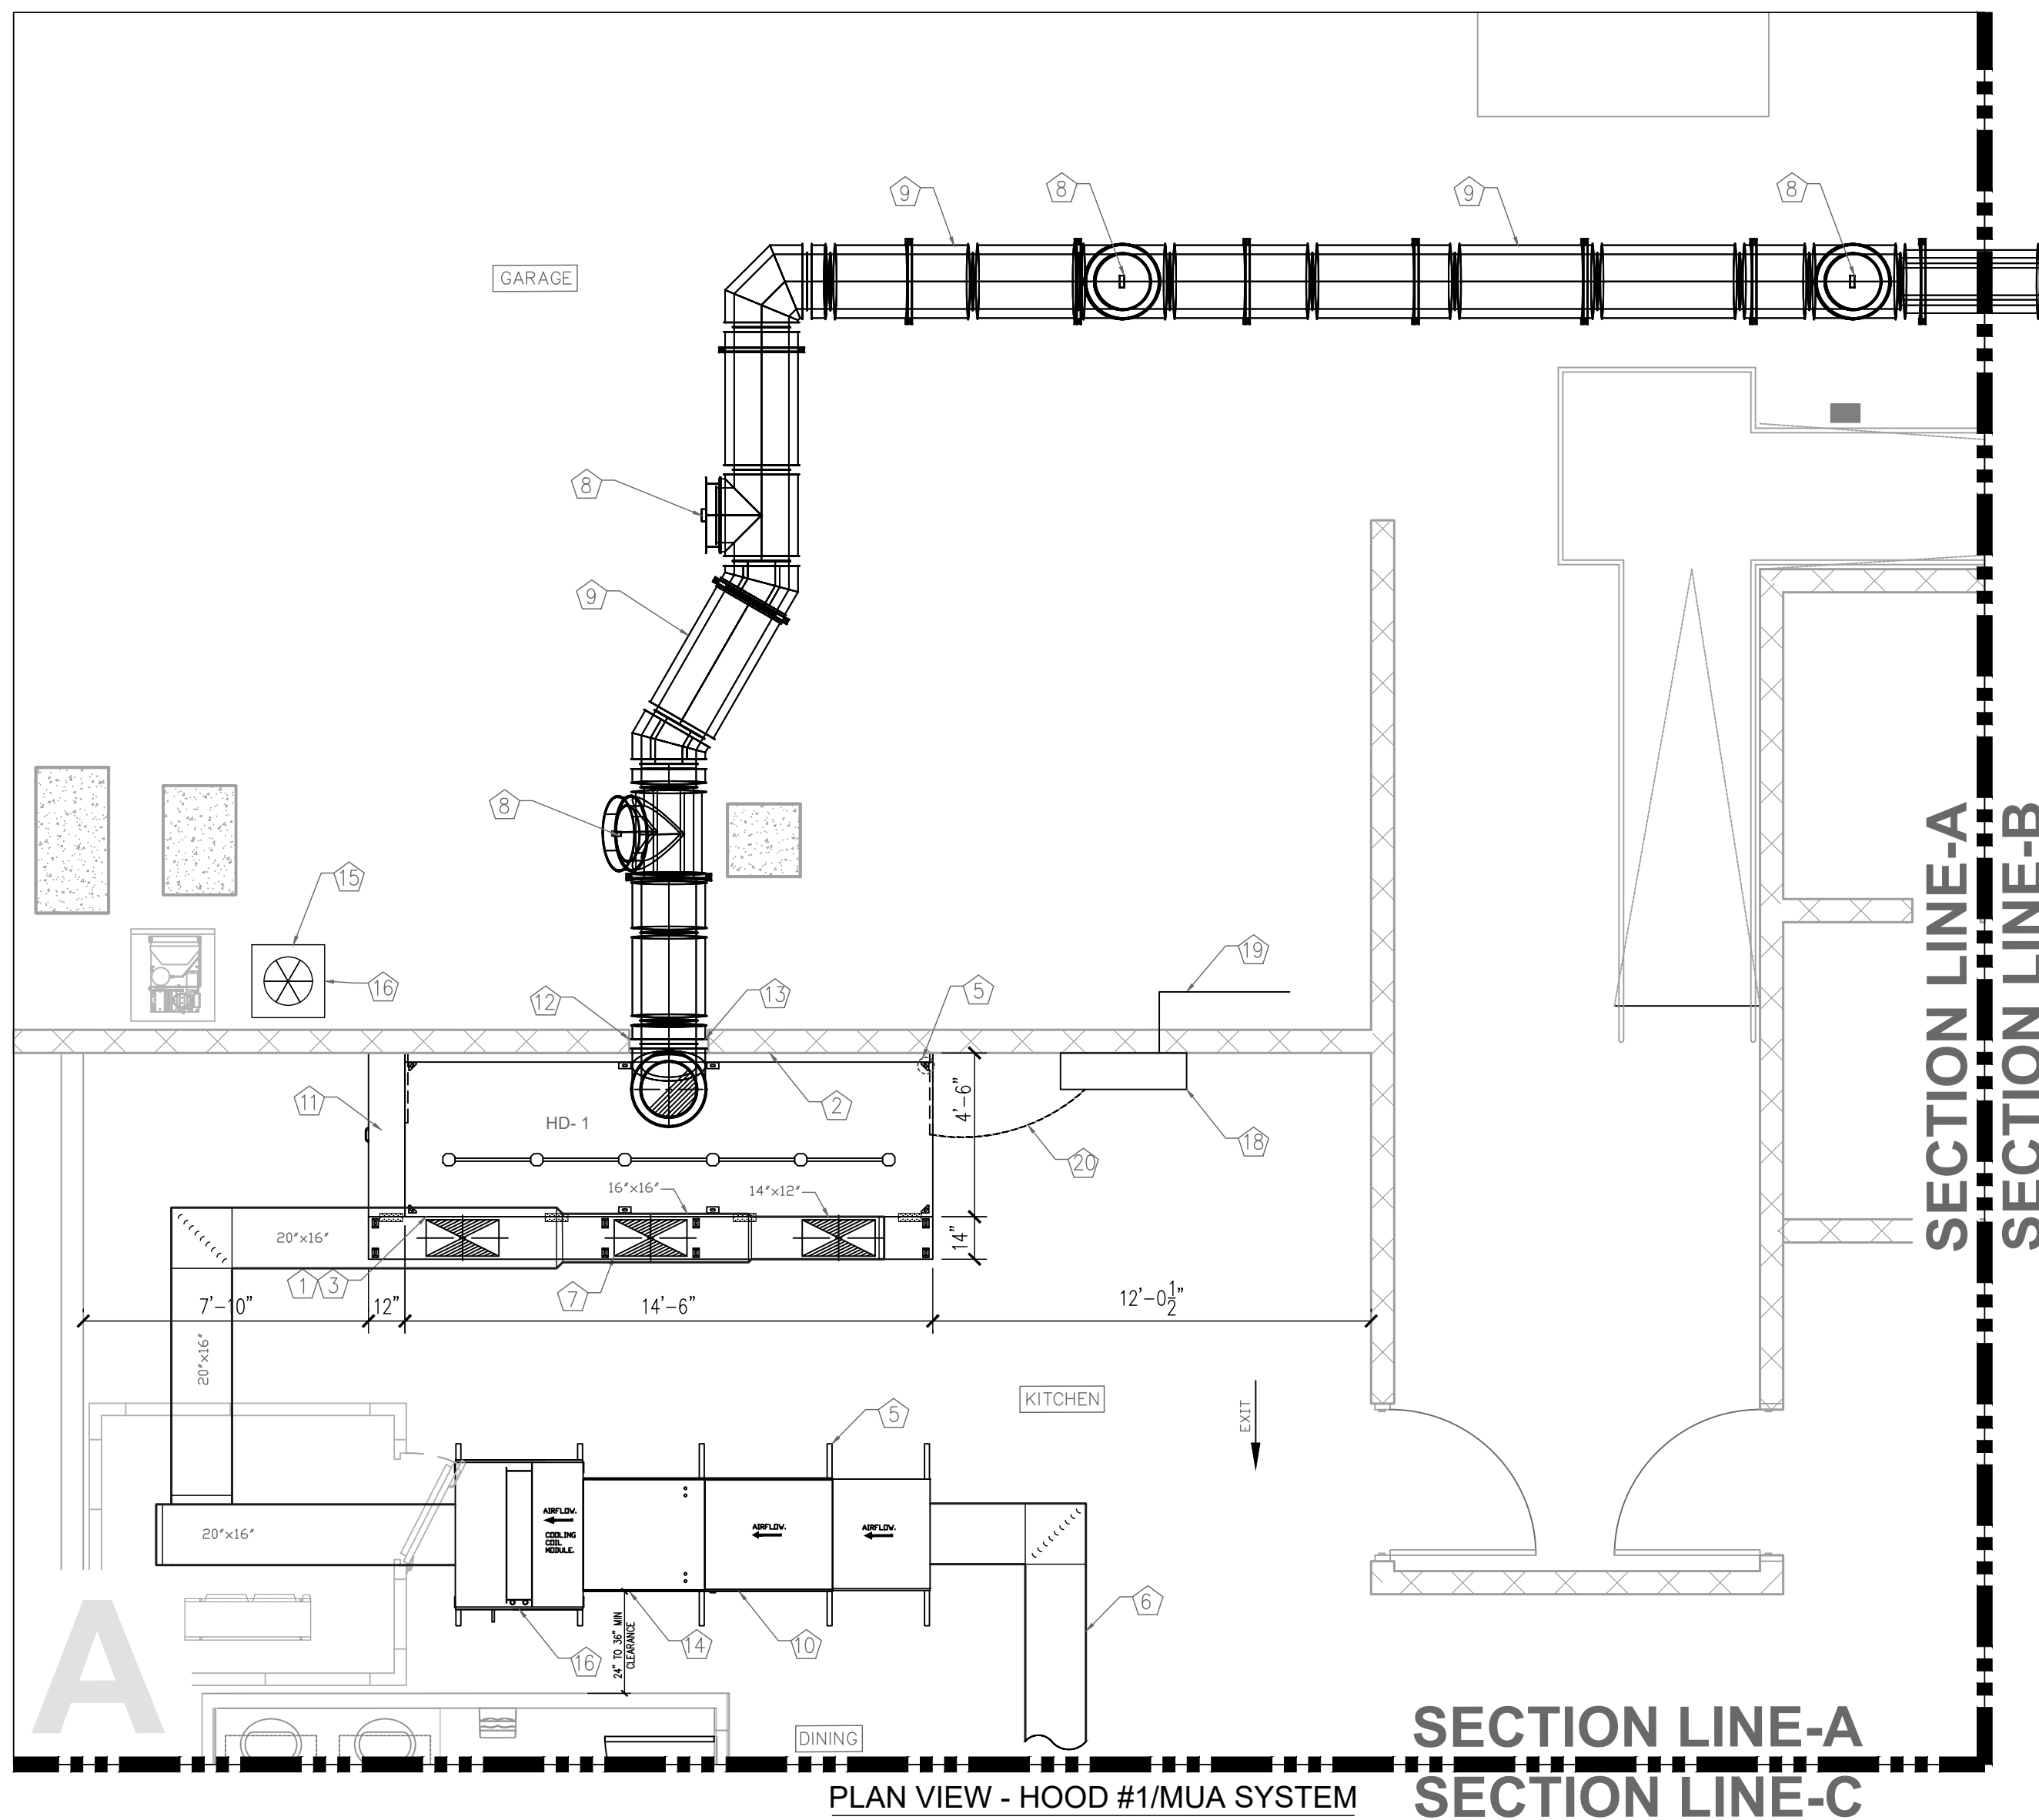 9
8
9
8
GARAGE
8
9
8
15
16
12
13
5
19
11
HD- 1
2
4'-6"
18
20
16"x16"
14"x12"
20"x16"
14"
1
3
7
7'-10"
12"
14'-6"
12'-0 1/2"
20"x16"
KITCHEN
EXIT
5
20"x16"
AIRFLOW.
COOLING
COIL
MODULE.
AIRFLOW.
AIRFLOW.
6
24" TO 36" MIN
CLEARANCE
16
14
10
A
DINING
SECTION LINE-A
SECTION LINE-B
SECTION LINE-A
SECTION LINE-C
PLAN VIEW - HOOD #1/MUA SYSTEM